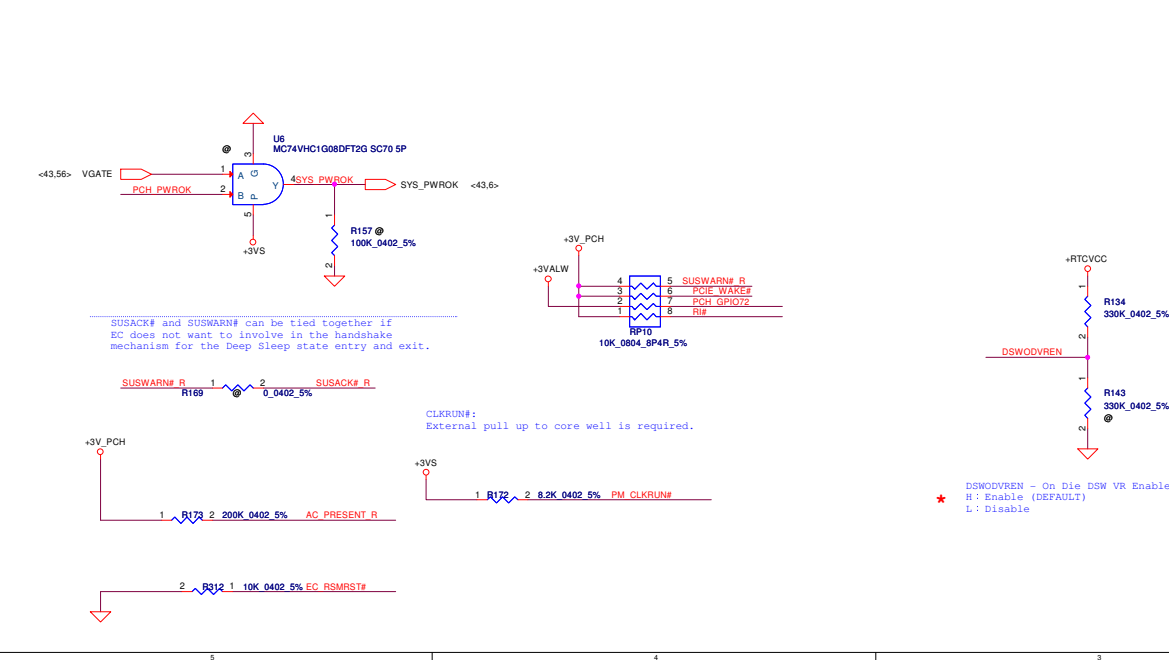 U6
MC74VHC1G08DFT2G SC70 5P
@
3
<43,56> VGATE
1
A
G
PCH_PWROK
2
B
P
Y
4
SYS_PWROK
SYS_PWROK <43,6>
5
+3VS
1
R157 @
100K_0402_5%
2
+3V_PCH
+3VALW
4
5
SUSWARN#_R
3
6
PCIE_WAKE#
2
7
PCH_GPIO72
1
8
RI#
RP10
10K_0804_8P4R_5%
+RTCVCC
1
R134
330K_0402_5%
2
DSWODVREN
1
R143
330K_0402_5%
@
2
SUSACK# and SUSWARN# can be tied together if
EC does not want to involve in the handshake
mechanism for the Deep Sleep state entry and exit.
SUSWARN#_R
1
2
SUSACK#_R
R169
@
0_0402_5%
CLKRUN#:
External pull up to core well is required.
+3V_PCH
+3VS
1
R172
2
8.2K_0402_5%
PM_CLKRUN#
1
R173
2
200K_0402_5%
AC_PRESENT_R
DSWODVREN - On Die DSW VR Enable
H：Enable (DEFAULT)
L：Disable
2
R312
1
10K_0402_5%
EC_RSMRST#
5
4
3